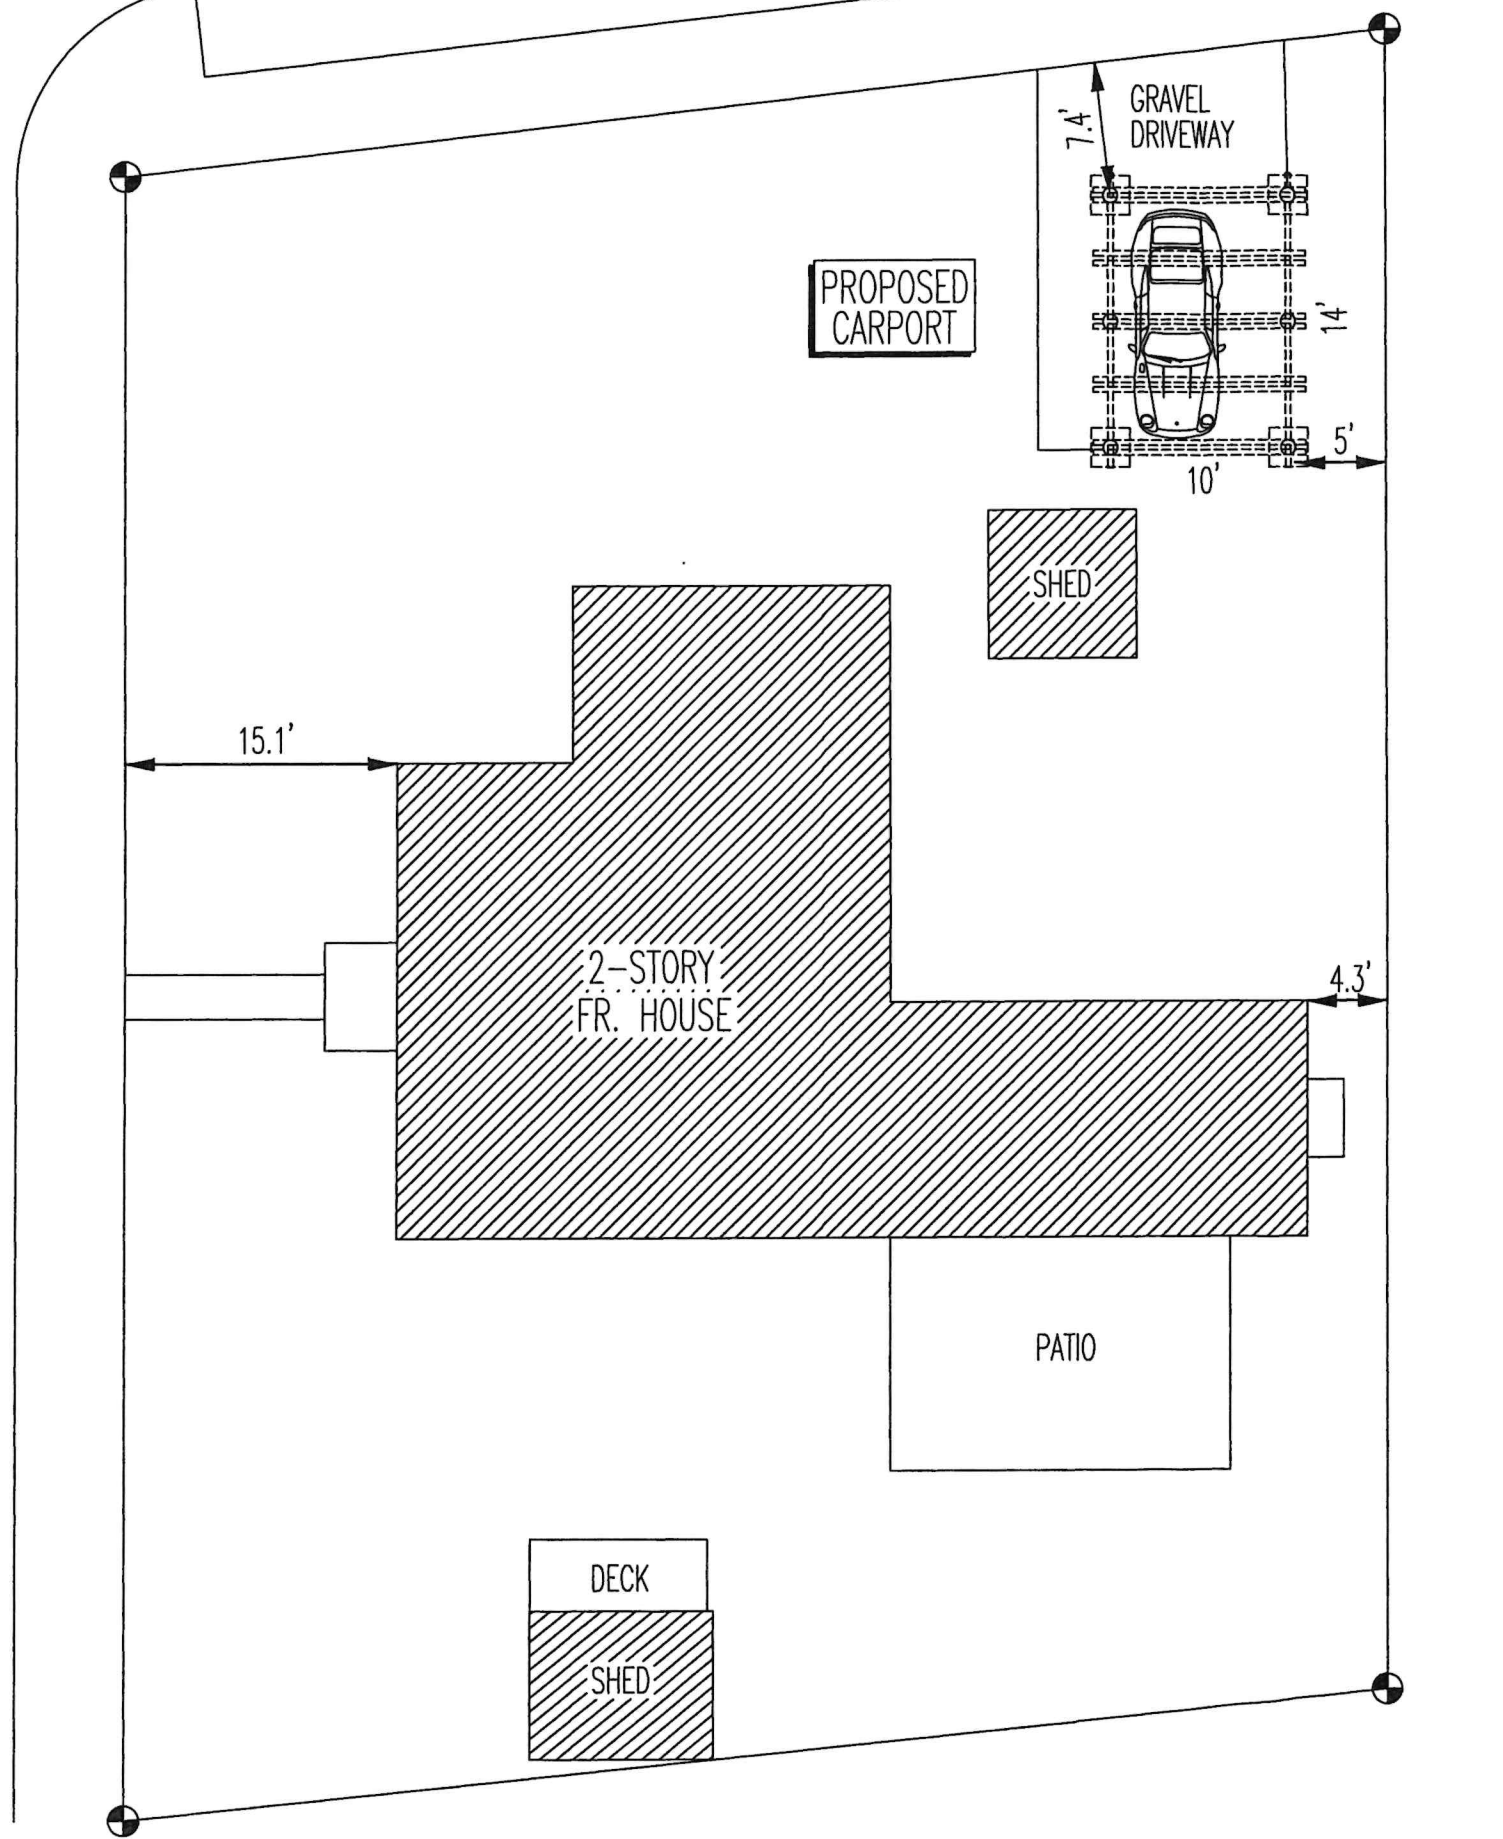 GRAVEL
DRIVEWAY
7.4'
PROPOSED
CARPORT
14'
5'
10'
SHED
15.1'
2-STORY
FR. HOUSE
4.3'
PATIO
DECK
SHED